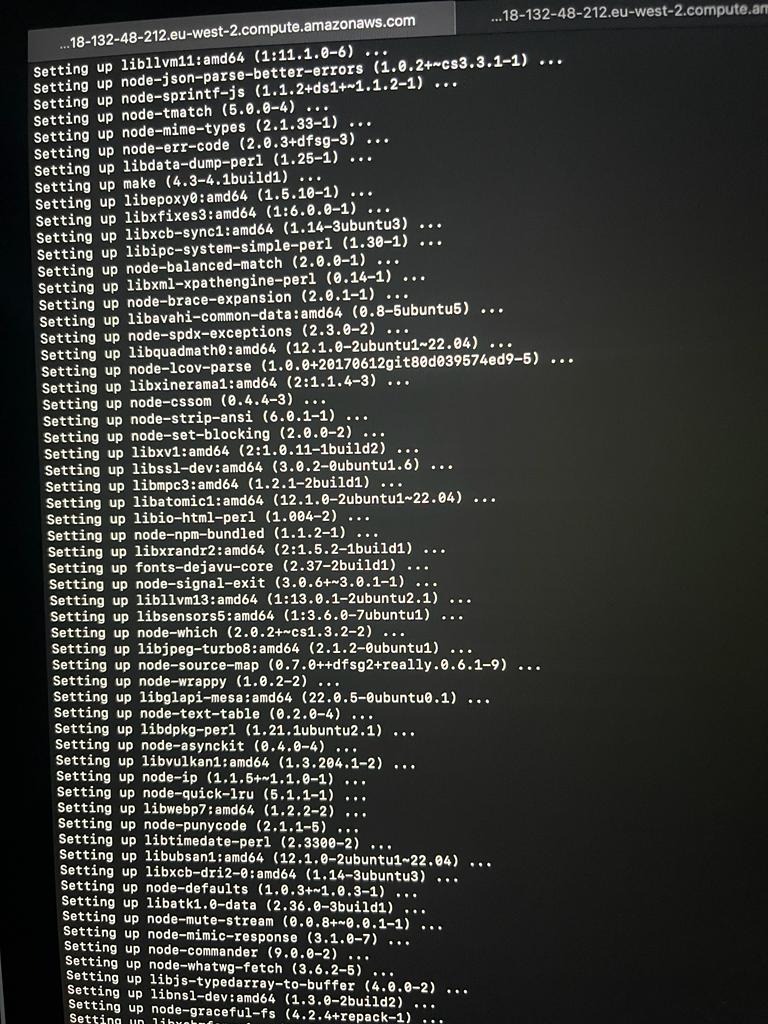 ...18-132-48-212.eu-west-2.compute.amazonaws.com
...18-132-48-212.eu-west-2.compute.am
Setting up libllvm11:amd64 (1:11.1.0-6) ...
Setting up node-json-parse-better-errors (1.0.2+~cs3.3.1-1) ...
Setting up node-sprintf-js (1.1.2+ds1+~1.1.2-1) ...
Setting up node-tmatch (5.0.0-4) ...
Setting up node-mime-types (2.1.33-1) ...
Setting up node-err-code (2.0.3+dfsg-3) ...
Setting up libdata-dump-perl (1.25-1) ...
Setting up make (4.3-4.1build1) ...
Setting up libepoxy0:amd64 (1.5.10-1) ...
Setting up libxfixes3:amd64 (1:6.0.0-1) ...
Setting up libxcb-sync1:amd64 (1.14-3ubuntu3) ...
Setting up libipc-system-simple-perl (1.30-1) ...
Setting up node-balanced-match (2.0.0-1) ...
Setting up libxml-xpathengine-perl (0.14-1) ...
Setting up node-brace-expansion (2.0.1-1) ...
Setting up libavahi-common-data:amd64 (0.8-5ubuntu5) ...
Setting up node-spdx-exceptions (2.3.0-2) ...
Setting up libquadmath0:amd64 (12.1.0-2ubuntu1~22.04) ...
Setting up node-lcov-parse (1.0.0+20170612git80d039574ed9-5) ...
Setting up libxinerama1:amd64 (2:1.1.4-3) ...
Setting up node-cssom (0.4.4-3) ...
Setting up node-strip-ansi (6.0.1-1) ...
Setting up node-set-blocking (2.0.0-2) ...
Setting up libxv1:amd64 (2:1.0.11-1build2) ...
Setting up libssl-dev:amd64 (3.0.2-0ubuntu1.6) ...
Setting up libmpc3:amd64 (1.2.1-2build1) ...
Setting up libatomic1:amd64 (12.1.0-2ubuntu1~22.04) ...
Setting up libio-html-perl (1.004-2) ...
Setting up node-npm-bundled (1.1.2-1) ...
Setting up libxrandr2:amd64 (2:1.5.2-1build1) ...
Setting up fonts-dejavu-core (2.37-2build1) ...
Setting up node-signal-exit (3.0.6+~3.0.1-1) ...
Setting up libllvm13:amd64 (1:13.0.1-2ubuntu2.1) ...
Setting up libsensors5:amd64 (1:3.6.0-7ubuntu1) ...
Setting up node-which (2.0.2+~cs1.3.2-2) ...
Setting up libjpeg-turbo8:amd64 (2.1.2-0ubuntu1) ...
Setting up node-source-map (0.7.0++dfsg2+really.0.6.1-9) ...
Setting up node-wrappy (1.0.2-2) ...
Setting up libglapi-mesa:amd64 (22.0.5-0ubuntu0.1) ...
Setting up node-text-table (0.2.0-4) ...
Setting up libdpkg-perl (1.21.1ubuntu2.1) ...
Setting up node-asynckit (0.4.0-4) ...
Setting up libvulkan1:amd64 (1.3.204.1-2) ...
Setting up node-ip (1.1.5+~1.1.0-1) ...
Setting up node-quick-lru (5.1.1-1) ...
Setting up libwebp7:amd64 (1.2.2-2) ...
Setting up node-punycode (2.1.1-5) ...
Setting up libtimedate-perl (2.3300-2) ...
Setting up libubsan1:amd64 (12.1.0-2ubuntu1~22.04) ...
Setting up libxcb-dri2-0:amd64 (1.14-3ubuntu3) ...
Setting up node-defaults (1.0.3+~1.0.3-1) ...
Setting up libatk1.0-data (2.36.0-3build1) ...
Setting up node-mute-stream (0.0.8+~0.0.1-1) ...
Setting up node-mimic-response (3.1.0-7) ...
Setting up node-commander (9.0.0-2) ...
Setting up node-whatwg-fetch (3.6.2-5) ...
Setting up libjs-typedarray-to-buffer (4.0.0-2) ...
Setting up libnsl-dev:amd64 (1.3.0-2build2) ...
Setting up node-graceful-fs (4.2.4+repack-1) ...
Setting up